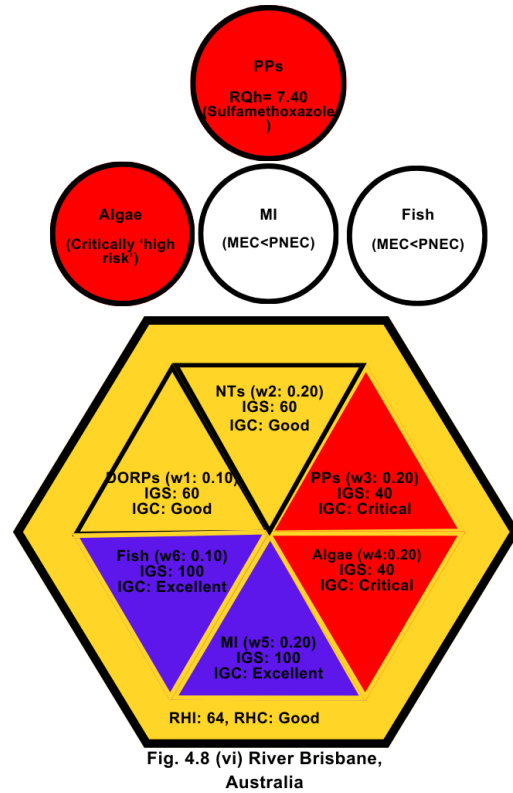 PPs
RQh= 7.40
(Sulfamethoxazole
)
Algae
(Critically ‘high
risk’)
MI
(MEC<PNEC)
Fish
(MEC<PNEC)
NTs (w2: 0.20)
IGS: 60
IGC: Good
DORPs (w1: 0.10)
IGS: 60
IGC: Good
PPs (w3: 0.20)
IGS: 40
IGC: Critical
Fish (w6: 0.10)
IGS: 100
IGC: Excellent
Algae (w4:0.20)
IGS: 40
IGC: Critical
MI (w5: 0.20)
IGS: 100
IGC: Excellent
RHI: 64, RHC: Good
Fig. 4.8 (vi) River Brisbane,
Australia